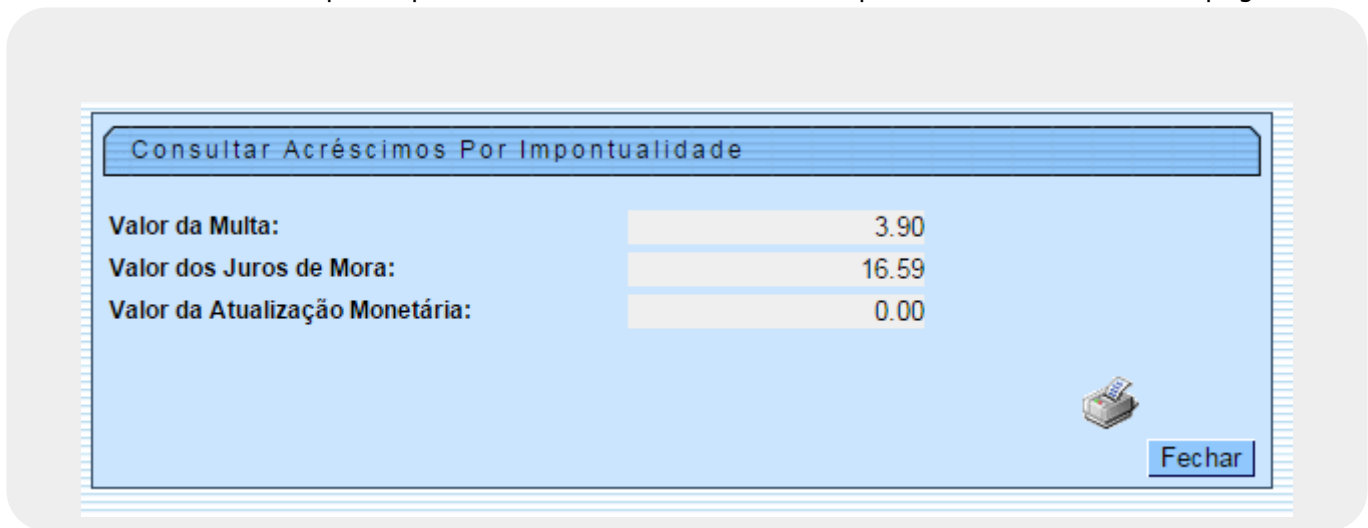 Consultar Acréscimos Por Impontualidade
Valor da Multa: 3.90
Valor dos Juros de Mora: 16.59
Valor da Atualização Monetária: 0.00
Fechar